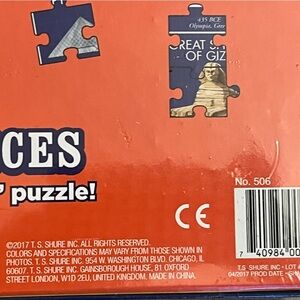 435 BCE
Olympia, Gree
REAT S
OF GIZ
CES
puzzle!
CE
No. 506
©2017 T. S. SHURE INC. ALL RIGHTS RESERVED.
COLORS AND SPECIFICATIONS MAY VARY FROM THOSE SHOWN IN
PHOTOS. T. S. SHURE INC. 954 W. WASHINGTON BLVD. CHICAGO, IL
60607. T. S. SHURE INC. GAINSBOROUGH HOUSE, 81 OXFORD
STREET LONDON, W1D 2EU, UNITED KINGDOM. MADE IN CHINA.
7 40984 00
T.S. SHURE INC - LOT
04/2017 PROD DATE